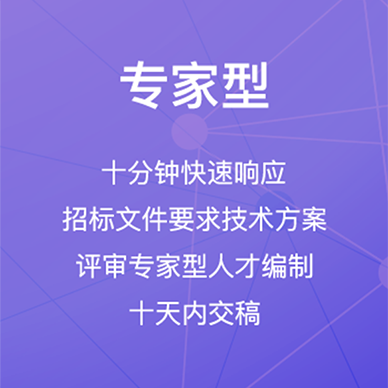 专家型
十分钟快速响应
招标文件要求技术方案
评审专家型人才编制
十天内交稿